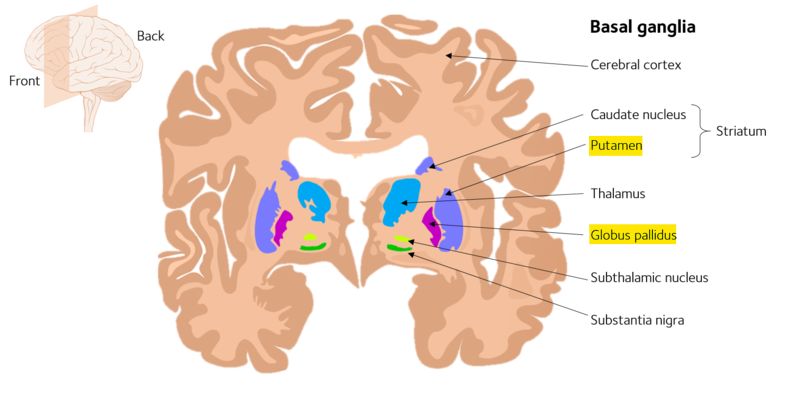 Basal ganglia
Back
Front
Cerebral cortex
Caudate nucleus
Striatum
Putamen
Thalamus
Globus pallidus
Subthalamic nucleus
Substantia nigra